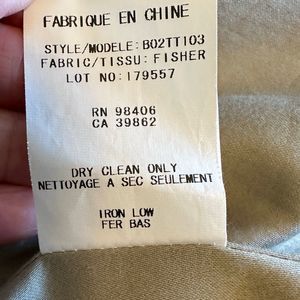 FABRIQUE EN CHINE
STYLE/MODELE: B02TT103
FABRIC/TISSU: FISHER
LOT NO: 179557
RN 98406
CA 39862
DRY CLEAN ONLY
NETTOYAGE A SEC SEULEMENT
IRON LOW
FER BAS